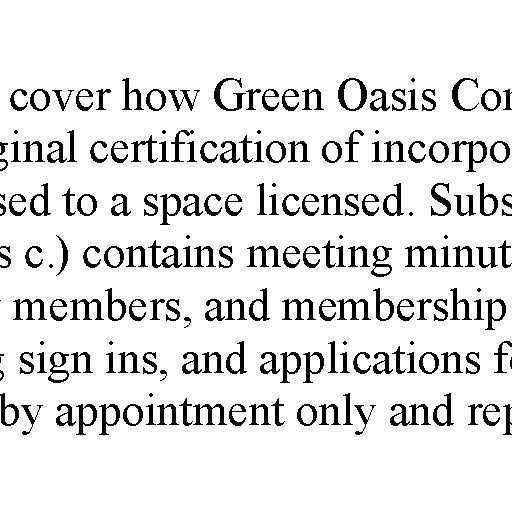 cover how Green Oasis Con
ginal certification of incorpo
sed to a space licensed. Subs
s c.) contains meeting minut
members, and membership
g sign ins, and applications fo
by appointment only and rep